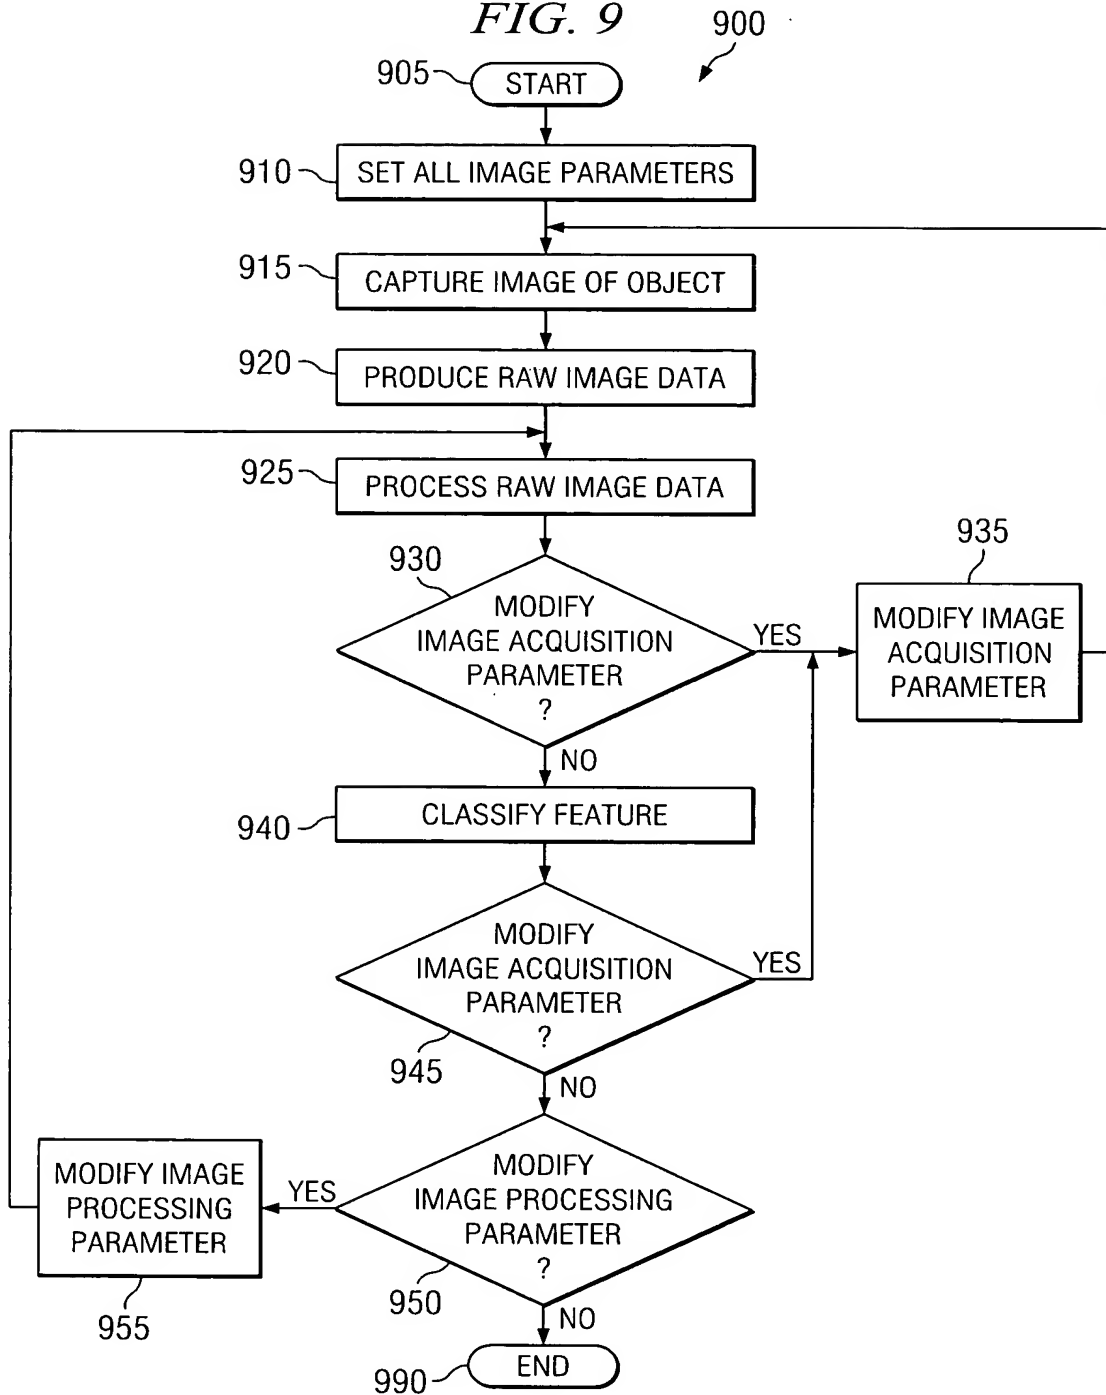 FIG. 9
900
905
START
910
SET ALL IMAGE PARAMETERS
915
CAPTURE IMAGE OF OBJECT
920
PRODUCE RAW IMAGE DATA
925
PROCESS RAW IMAGE DATA
930
MODIFY
IMAGE ACQUISITION
PARAMETER
?
YES
935
MODIFY IMAGE
ACQUISITION
PARAMETER
NO
940
CLASSIFY FEATURE
MODIFY
IMAGE ACQUISITION
PARAMETER
?
YES
945
NO
MODIFY
IMAGE PROCESSING
PARAMETER
?
YES
MODIFY IMAGE
PROCESSING
PARAMETER
950
955
NO
990
END